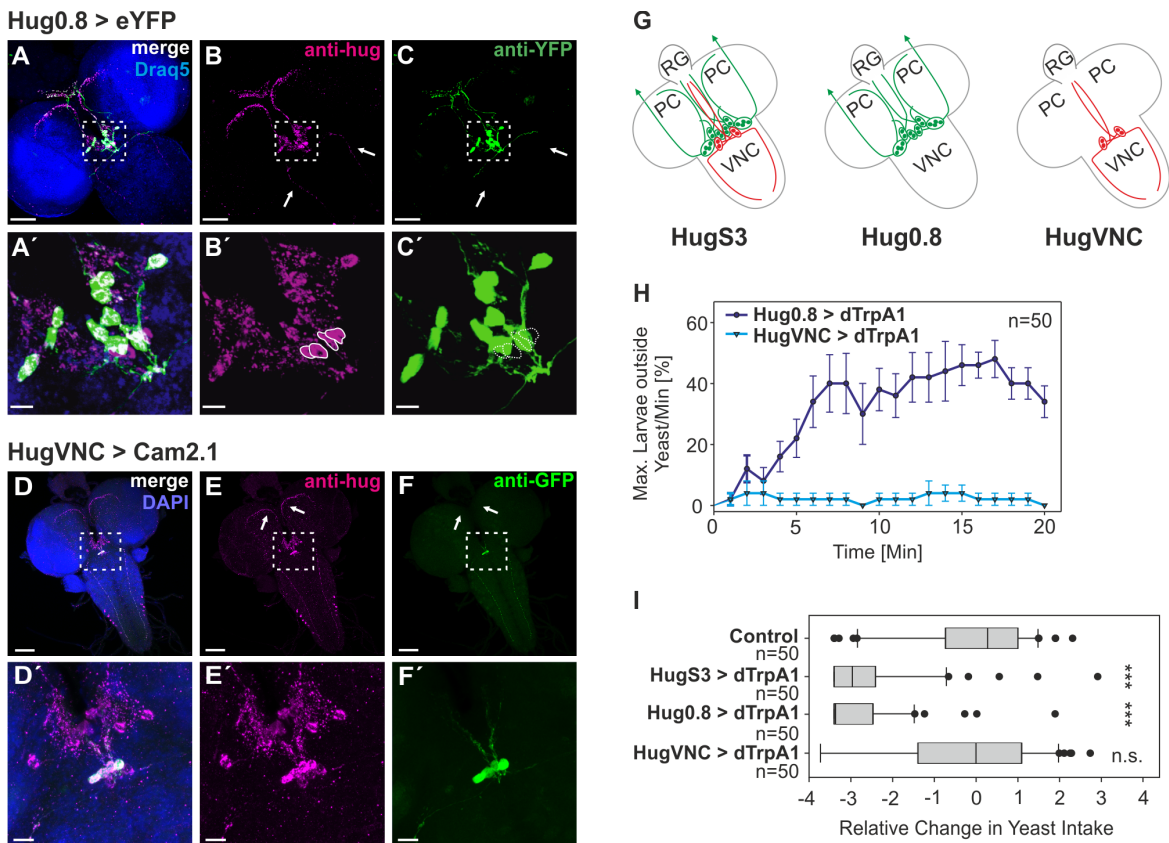 Hug0.8 > eYFP
A
merge
Draq5
B
anti-hug
C
anti-YFP
A´
B´
C´
HugVNC > Cam2.1
D
merge
DAPI
E
anti-hug
F
anti-GFP
D´
E´
F´
G
RG
PC
PC
VNC
HugS3
RG
PC
PC
VNC
Hug0.8
RG
PC
PC
VNC
HugVNC
H
Hug0.8 > dTrpA1
HugVNC > dTrpA1
n=50
Max. Larvae outside
Yeast/Min [%]
60
40
20
0
0
5
10
15
20
Time [Min]
I
Control
n=50
HugS3 > dTrpA1
n=50
***
Hug0.8 > dTrpA1
n=50
***
HugVNC > dTrpA1
n=50
n.s.
-4 -3 -2 -1 0 1 2 3 4
Relative Change in Yeast Intake